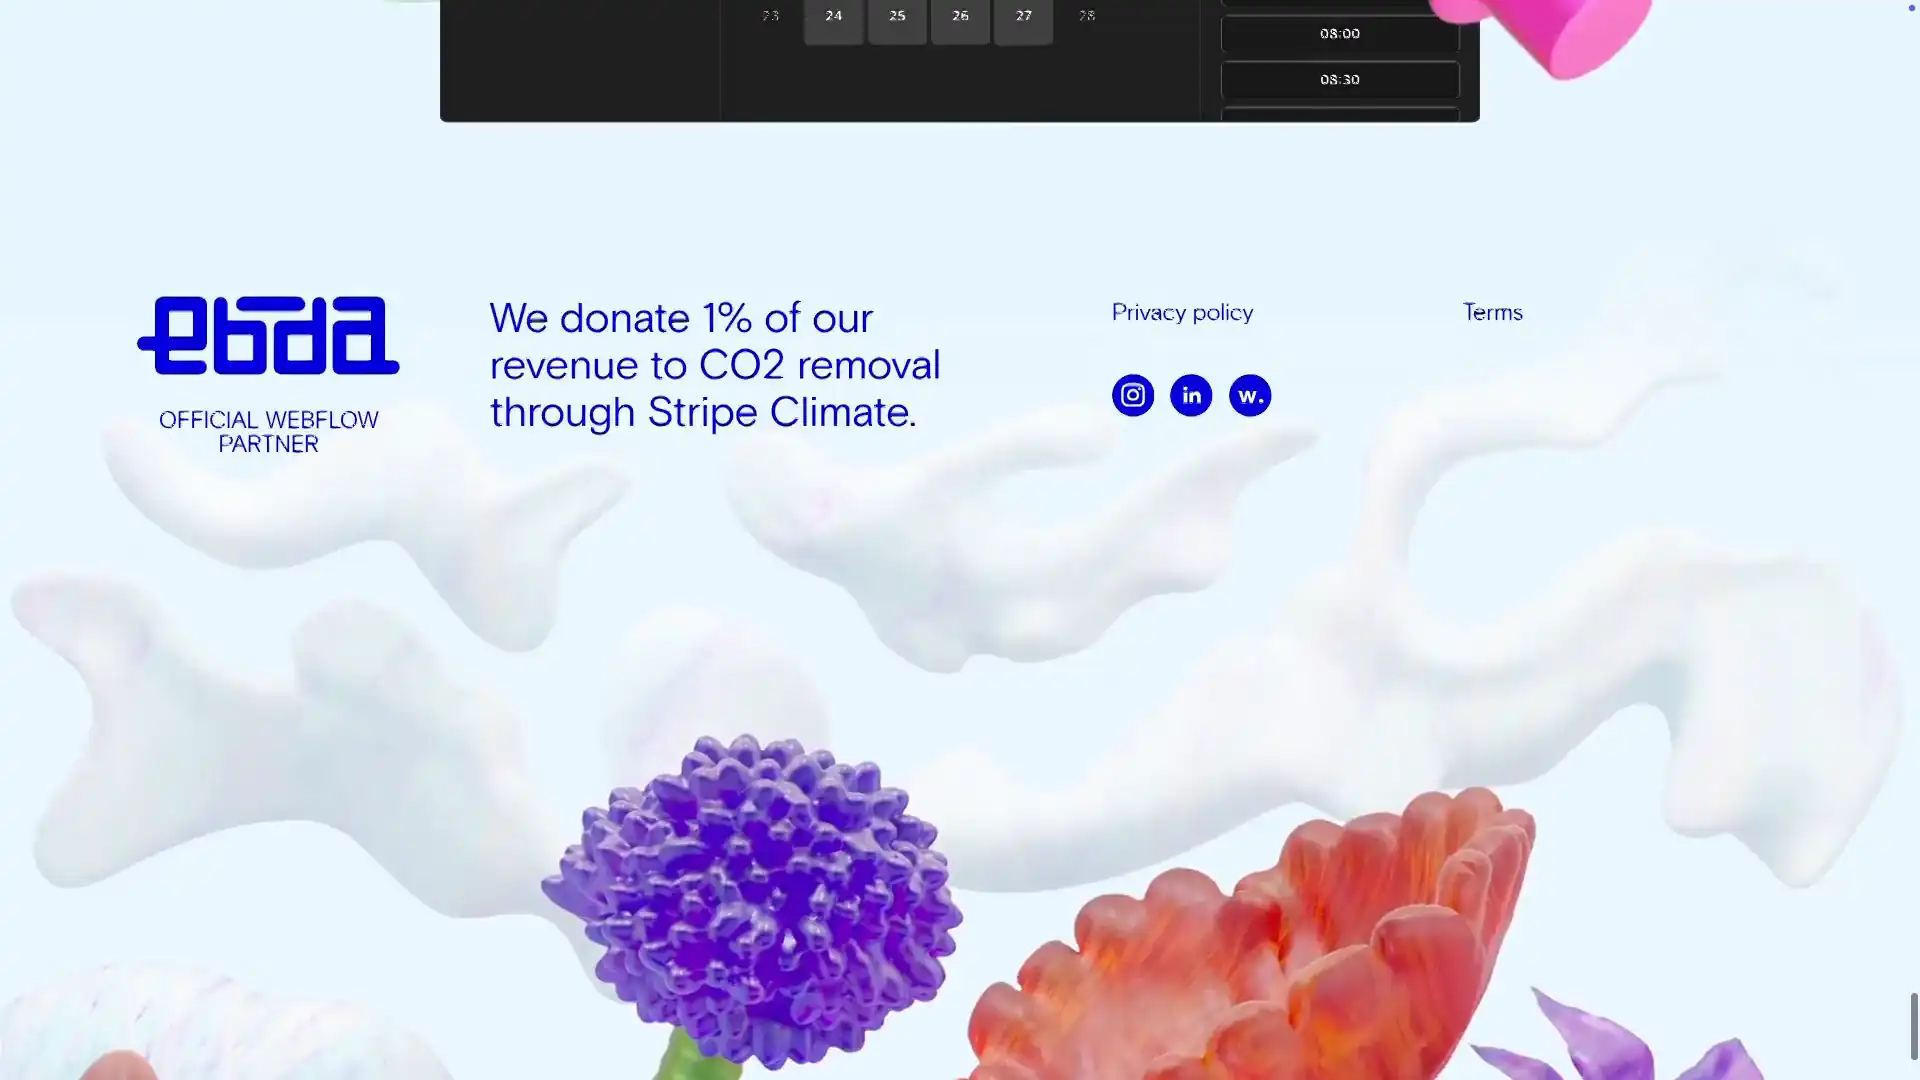 23 24 25 26 27 28
08:00
08:30
ebda
OFFICIAL WEBFLOW
PARTNER
We donate 1% of our
revenue to CO2 removal
through Stripe Climate.
Privacy policy
Terms
in
w.